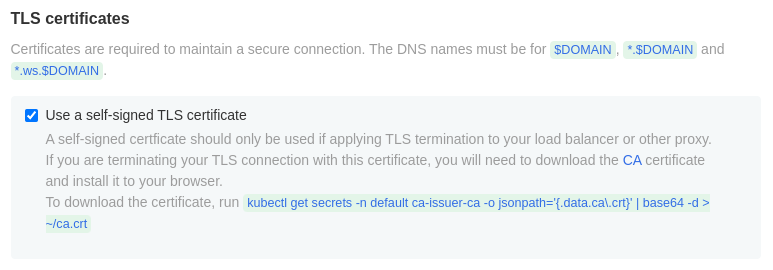 TLS certificates
Certificates are required to maintain a secure connection. The DNS names must be for $DOMAIN, *.$DOMAIN and
*.ws.$DOMAIN.
Use a self-signed TLS certificate
A self-signed certficate should only be used if applying TLS termination to your load balancer or other proxy.
If you are terminating your TLS connection with this certificate, you will need to download the CA certificate
and install it to your browser.
To download the certificate, run kubectl get secrets -n default ca-issuer-ca -o jsonpath='{.data.ca\.crt}' | base64 -d >
~/ca.crt